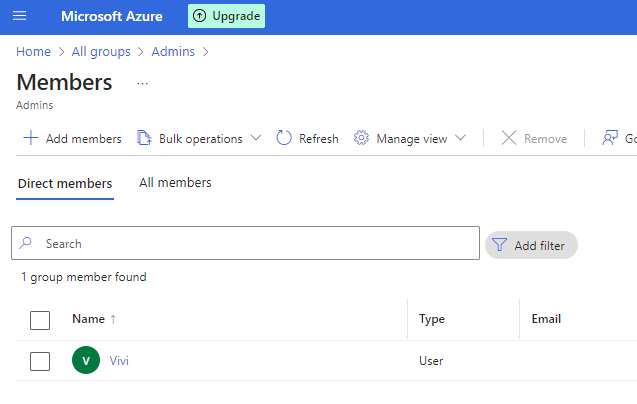 Microsoft Azure Upgrade
Home > All groups > Admins >
Members ...
Admins
Add members Bulk operations Refresh Manage view Remove
Direct members All members
Search Add filter
1 group member found
Name ↑ Type Email
V Vivi User